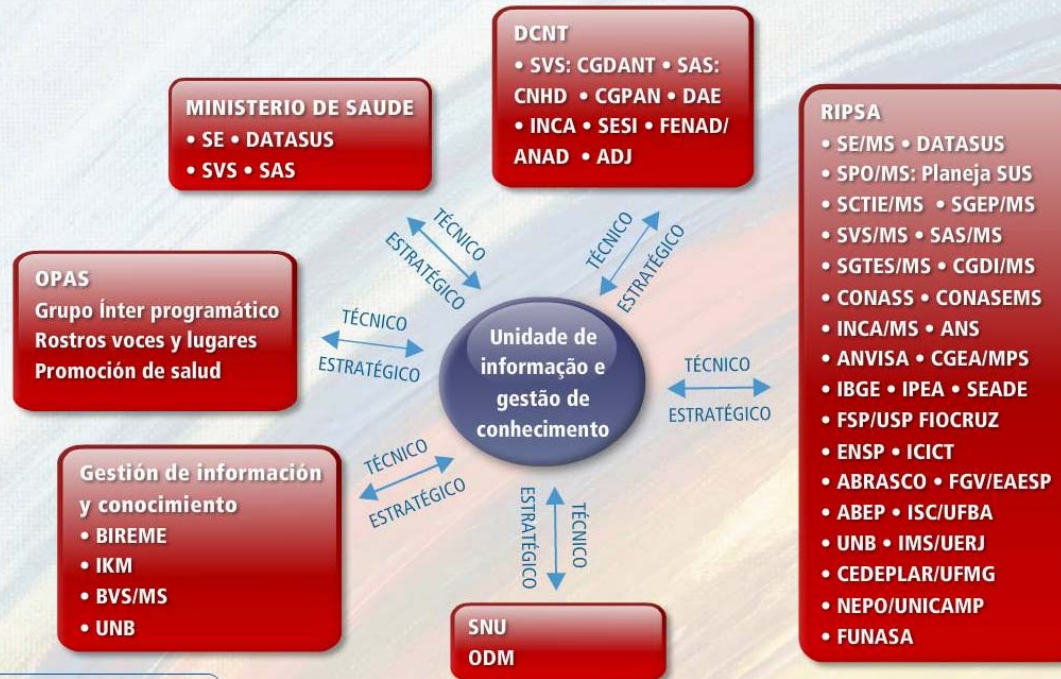 DCNT
• SVS: CGDANT • SAS:
CNHD • CGPAN • DAE
• INCA • SESI • FENAD/
ANAD • ADJ
MINISTERIO DE SAUDE
• SE • DATASUS
• SVS • SAS
RIPSA
• SE/MS • DATASUS
• SPO/MS: Planeja SUS
• SCTIE/MS • SGEP/MS
• SVS/MS • SAS/MS
• SGTES/MS • CGDI/MS
• CONASS • CONASEMS
• INCA/MS • ANS
• ANVISA • CGEA/MPS
• IBGE • IPEA • SEADE
• FSP/USP FIOCRUZ
• ENSP • ICICT
• ABRASCO • FGV/EAESP
• ABEP • ISC/UFBA
• UNB • IMS/UERJ
• CEDEPLAR/UFMG
• NEPO/UNICAMP
• FUNASA
TÉCNICO
ESTRATÉGICO
TÉCNICO
ESTRATÉGICO
OPAS
Grupo Ínter programático
Rostros voces y lugares
Promoción de salud
TÉCNICO
ESTRATÉGICO
Unidade de
informação e
gestão de
conhecimento
TÉCNICO
ESTRATÉGICO
Gestión de información
y conocimiento
• BIREME
• IKM
• BVS/MS
• UNB
TÉCNICO
ESTRATÉGICO
TÉCNICO
ESTRATÉGICO
SNU
ODM